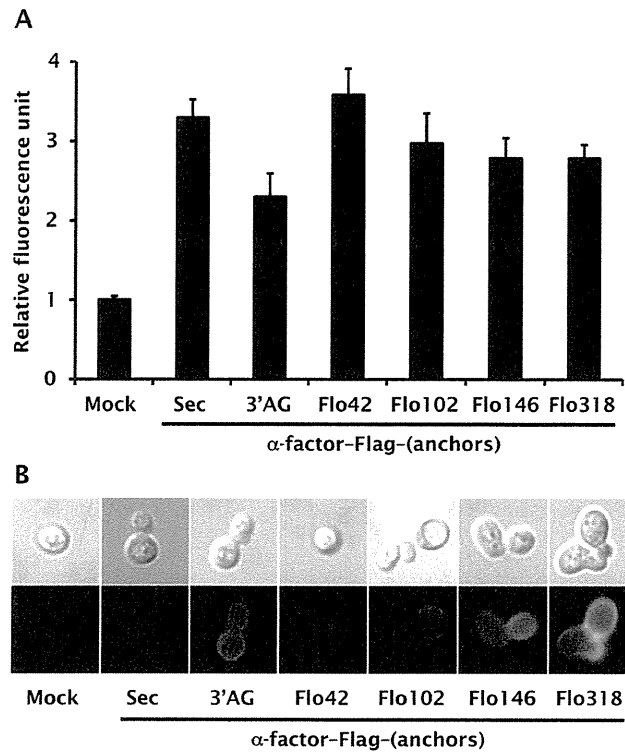 A
Relative fluorescence unit
4
3
2
1
0
Mock Sec 3'AG Flo42 Flo102 Flo146 Flo318
α-factor–Flag–(anchors)
B
Mock Sec 3'AG Flo42 Flo102 Flo146 Flo318
α-factor–Flag–(anchors)